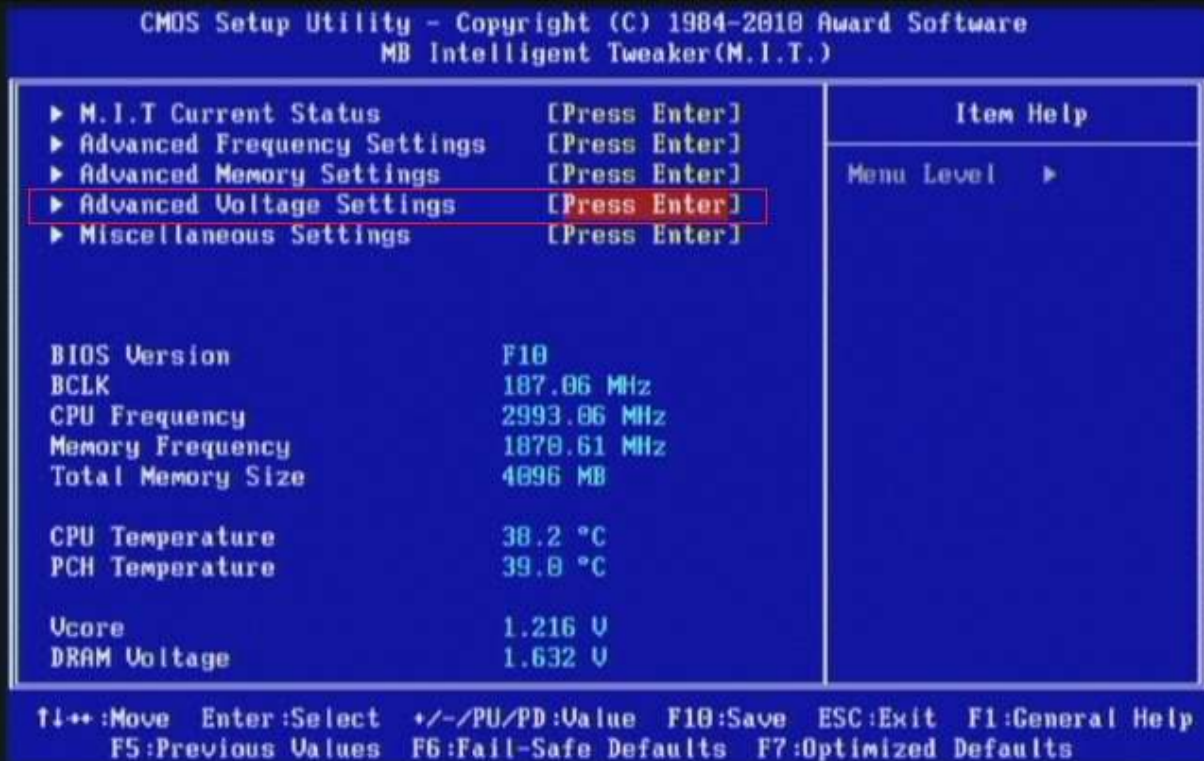 CMOS Setup Utility - Copyright (C) 1984-2010 Award Software
MB Intelligent Tweaker(M.I.T.)
▶ M.I.T Current Status [Press Enter]
▶ Advanced Frequency Settings [Press Enter]
▶ Advanced Memory Settings [Press Enter]
▶ Advanced Voltage Settings [Press Enter]
▶ Miscellaneous Settings [Press Enter]
Item Help
Menu Level ▶
BIOS Version F10
BCLK 187.06 MHz
CPU Frequency 2993.06 MHz
Memory Frequency 1870.61 MHz
Total Memory Size 4096 MB
CPU Temperature 38.2 °C
PCH Temperature 39.0 °C
Vcore 1.216 V
DRAM Voltage 1.632 V
↑↓→←:Move Enter:Select +/-/PU/PD:Value F10:Save ESC:Exit F1:General Help
F5:Previous Values F6:Fail-Safe Defaults F7:Optimized Defaults